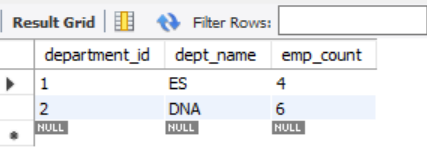 Result Grid Filter Rows:
department_id dept_name emp_count
1 ES 4
2 DNA 6
NULL NULL NULL